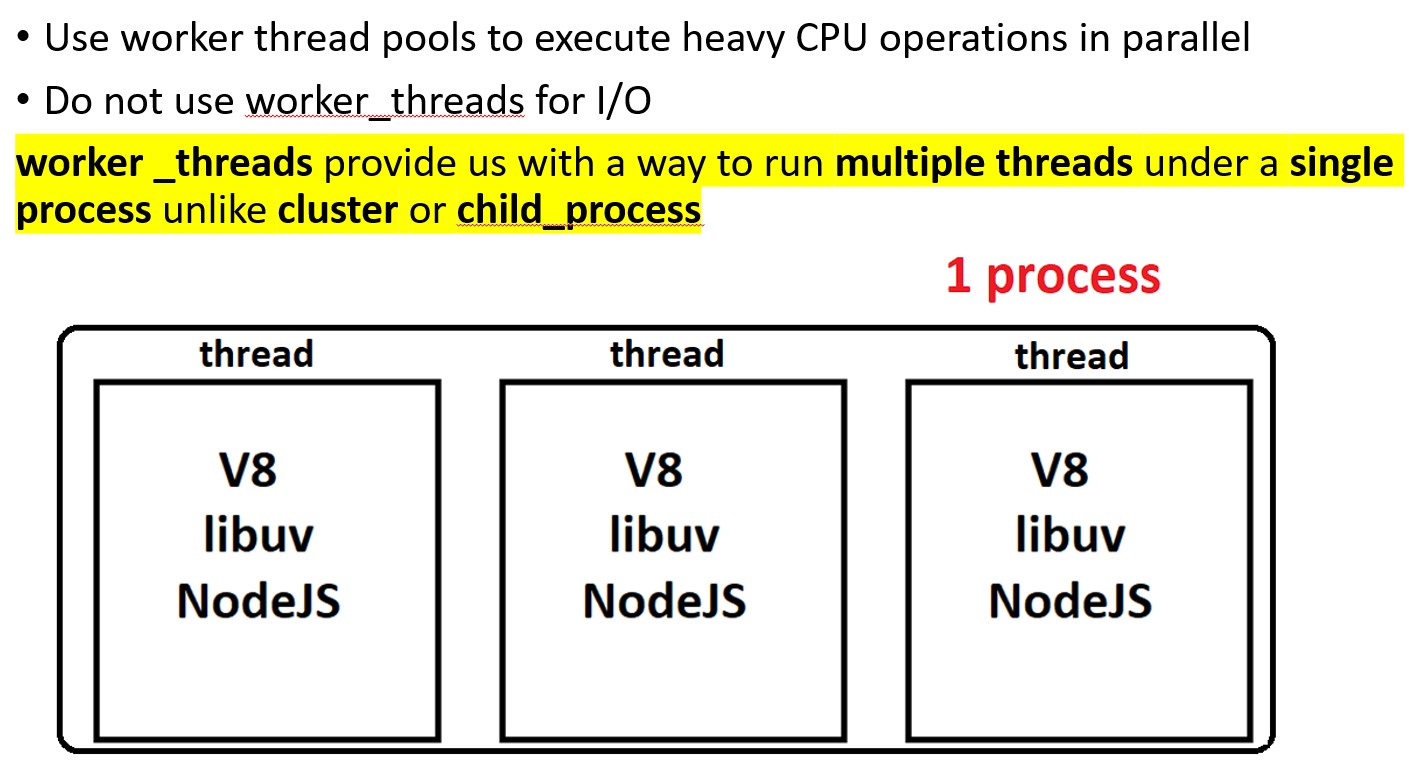 • Use worker thread pools to execute heavy CPU operations in parallel
• Do not use worker_threads for I/O
worker _threads provide us with a way to run multiple threads under a single
process unlike cluster or child_process
1 process
thread
thread
thread
V8
libuv
NodeJS
V8
libuv
NodeJS
V8
libuv
NodeJS